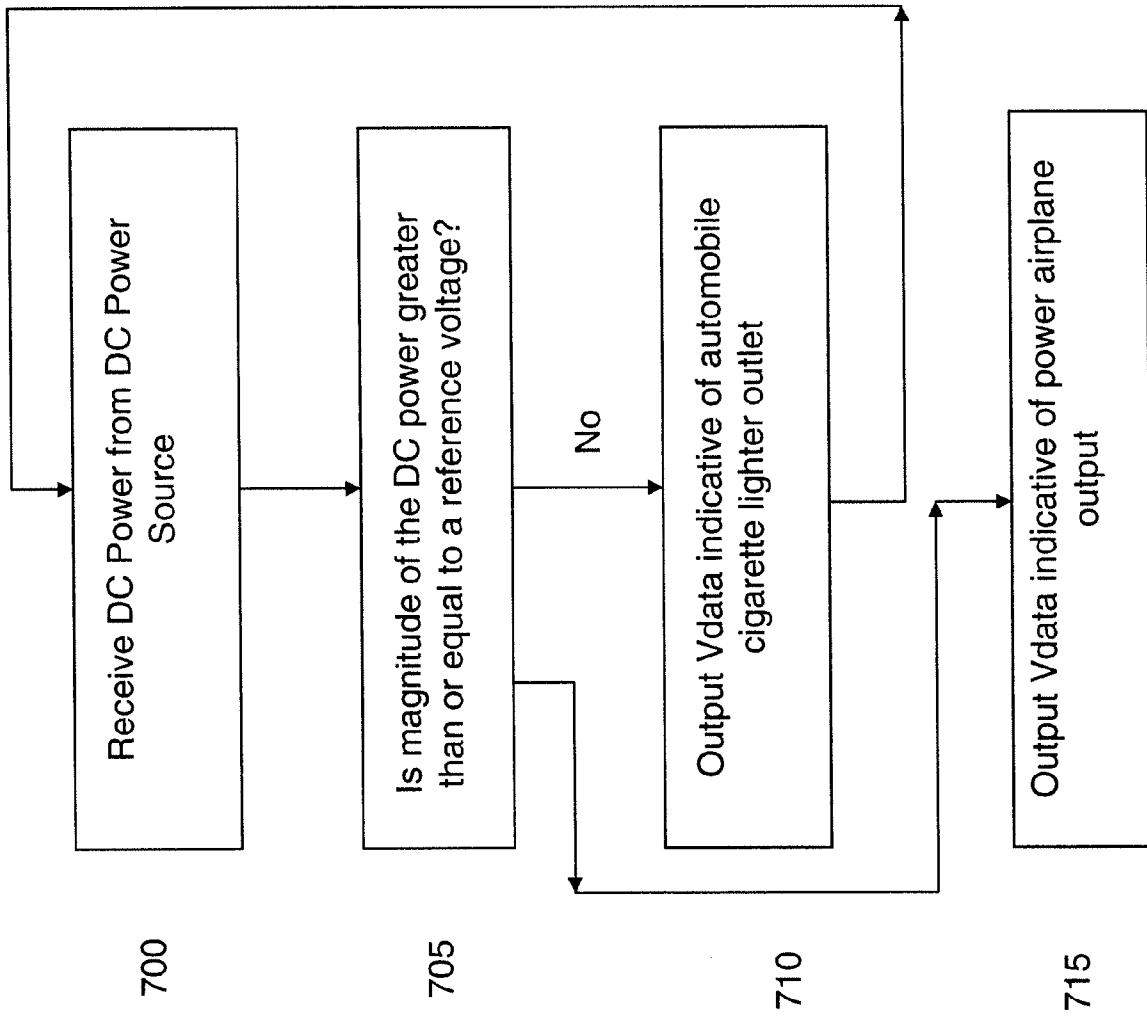 700
Receive DC Power from DC Power
Source
705
Is magnitude of the DC power greater
than or equal to a reference voltage?
No
710
Output Vdata indicative of automobile
cigarette lighter outlet
715
Output Vdata indicative of power airplane
output